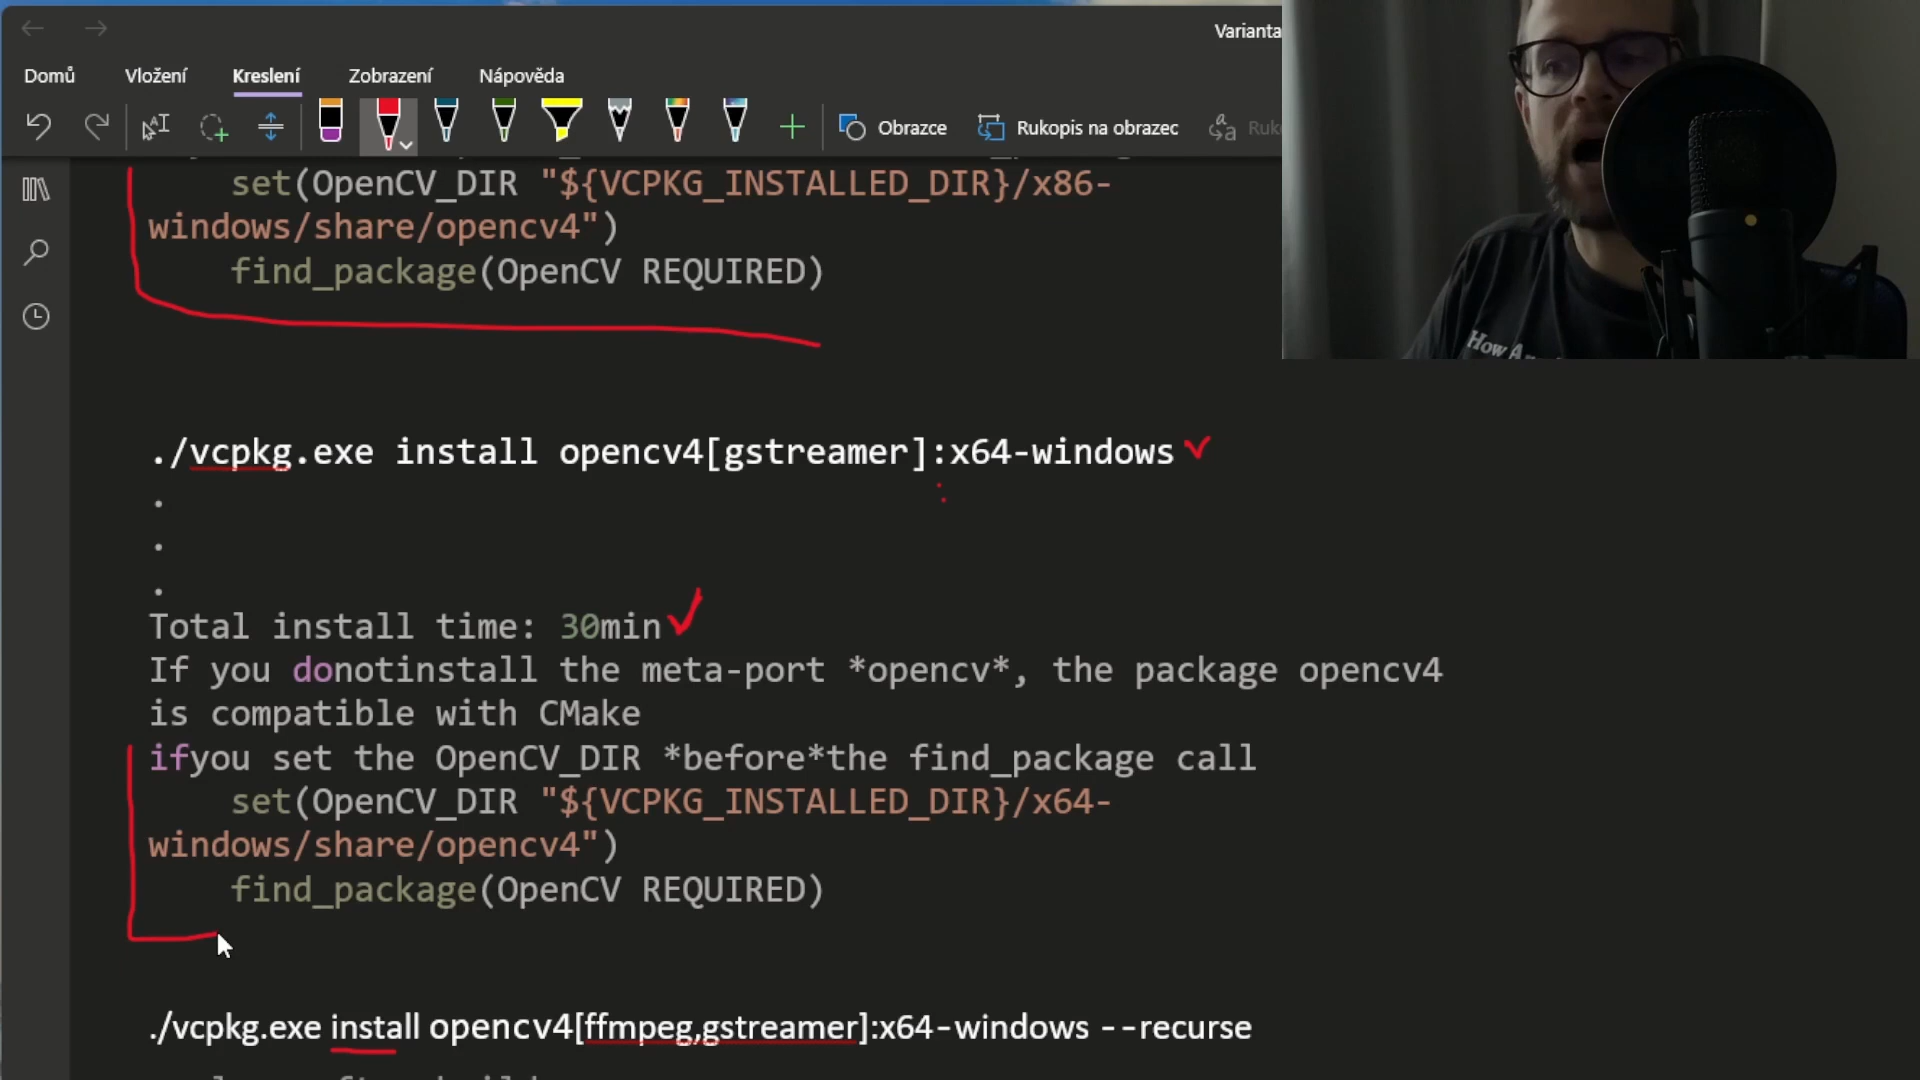 Varianta
Domů Vložení Kreslení Zobrazení Nápověda
Obrazce Rukopis na obrazec
set(OpenCV_DIR "${VCPKG_INSTALLED_DIR}/x86-
windows/share/opencv4")
find_package(OpenCV REQUIRED)
How
./vcpkg.exe install opencv4[gstreamer]:x64-windows
.
.
.
Total install time: 30min
If you donotinstall the meta-port *opencv*, the package opencv4
is compatible with CMake
ifyou set the OpenCV_DIR *before*the find_package call
set(OpenCV_DIR "${VCPKG_INSTALLED_DIR}/x64-
windows/share/opencv4")
find_package(OpenCV REQUIRED)
./vcpkg.exe install opencv4[ffmpeg,gstreamer]:x64-windows --recurse